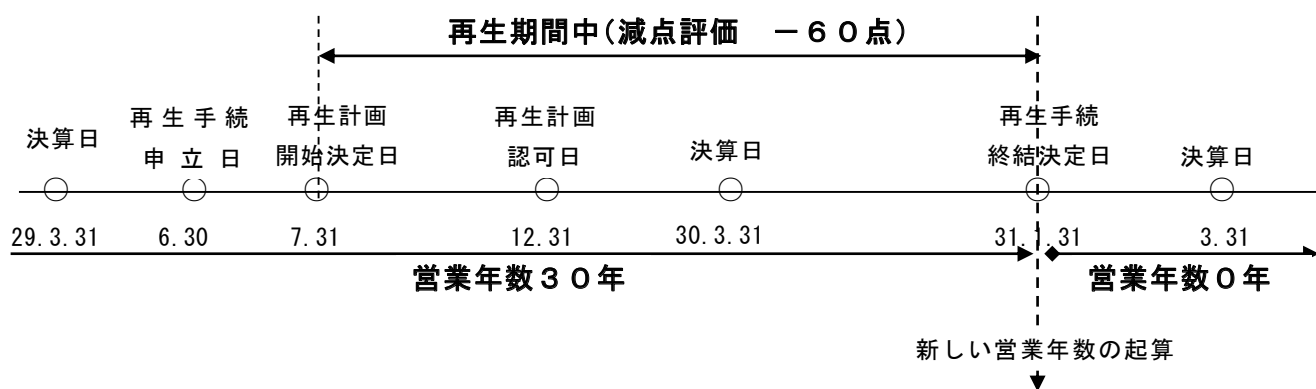 再生期間中（減点評価　－６０点）
決算日
再生手続
申立日
再生計画
開始決定日
再生計画
認可日
決算日
再生手続
終結決定日
決算日
29.3.31
6.30
7.31
12.31
30.3.31
31.1.31
3.31
営業年数３０年
営業年数０年
新しい営業年数の起算